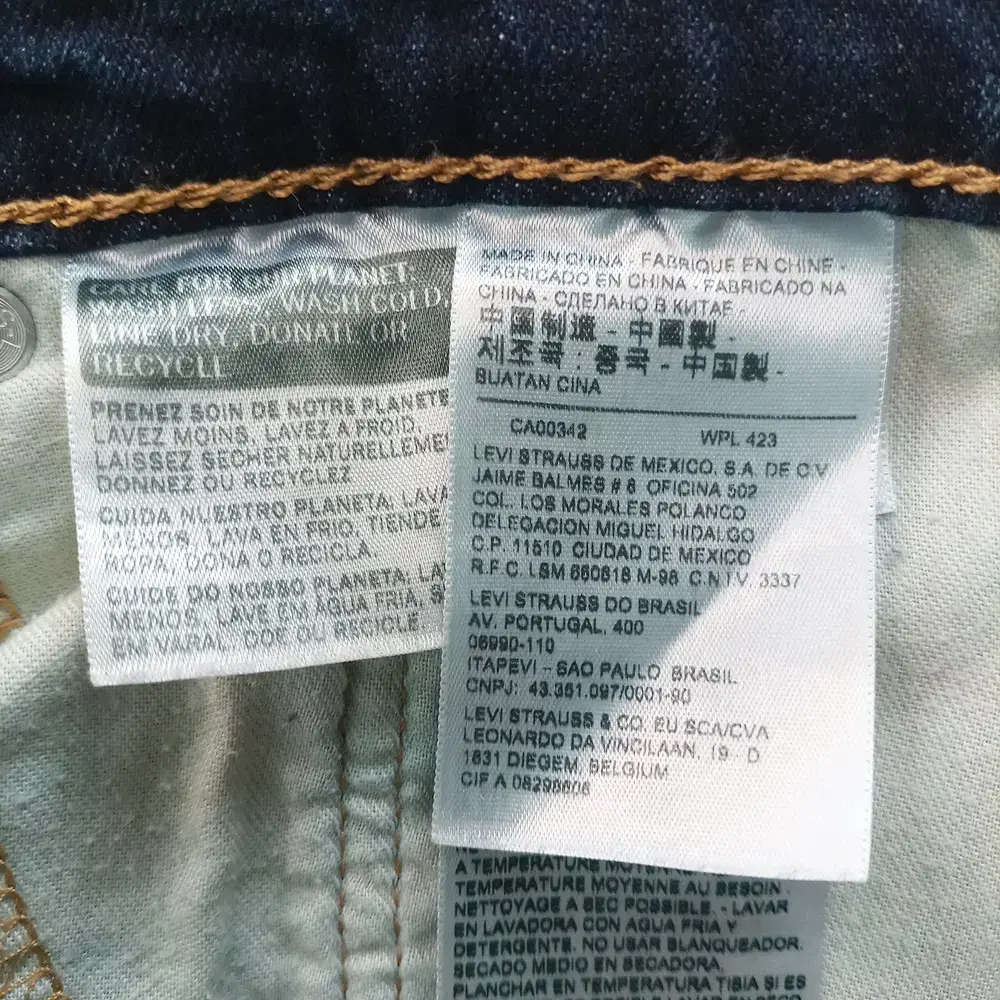 CARE FOR OUR PLANET:
WASH LESS, WASH COLD,
LINE DRY, DONATE OR
RECYCLE
PRENEZ SOIN DE NOTRE PLANETE
LAVEZ MOINS, LAVEZ A FROID,
LAISSEZ SECHER NATURELLEME
DONNEZ OU RECYCLEZ
CUIDA NUESTRO PLANETA, LAVA
MENOS, LAVA EN FRIO, TIENDE
ROPA, DONA O RECICLA.
CUIDE DO NOSSO PLANETA, LA
MENOS, LAVE EM ÁGUA FRIA, S
EM VARAL, DOE OU RECICLE.
MADE IN CHINA - FABRIQUE EN CHINE -
FABRICADO EN CHINA - FABRICADO NA
CHINA - СДЕЛАНО В КИТАЕ -
中国制造 - 中國製 -
제조국 : 중국 - 中国製 -
BUATAN CINA
CA00342 WPL 423
LEVI STRAUSS DE MEXICO, S.A. DE C.V
JAIME BALMES # 8 OFICINA 502
COL. LOS MORALES POLANCO
DELEGACION MIGUEL HIDALGO
C.P. 11510 CIUDAD DE MEXICO
R.F.C. LSM 660618 M-98 C.N.I.V. 3337
LEVI STRAUSS DO BRASIL
AV. PORTUGAL, 400
06690-110
ITAPEVI - SAO PAULO BRASIL
CNPJ: 43.351.097/0001-90
LEVI STRAUSS & CO. EU SCA/CVA
LEONARDO DA VINCILAAN, 19 - D
1831 DIEGEM, BELGIUM
CIF A 08298606
A TEMPERATURE MOYEN
TEMPERATURE MOYENNE AU BESOIN .
NETTOYAGE A SEC POSSIBLE. - LAVAR
EN LAVADORA CON AGUA FRIA Y
DETERGENTE. NO USAR BLANQUEADOR.
SECADO MEDIO EN SECADORA.
PLANCHAR EN TEMPERATURA TIBIA SI ES